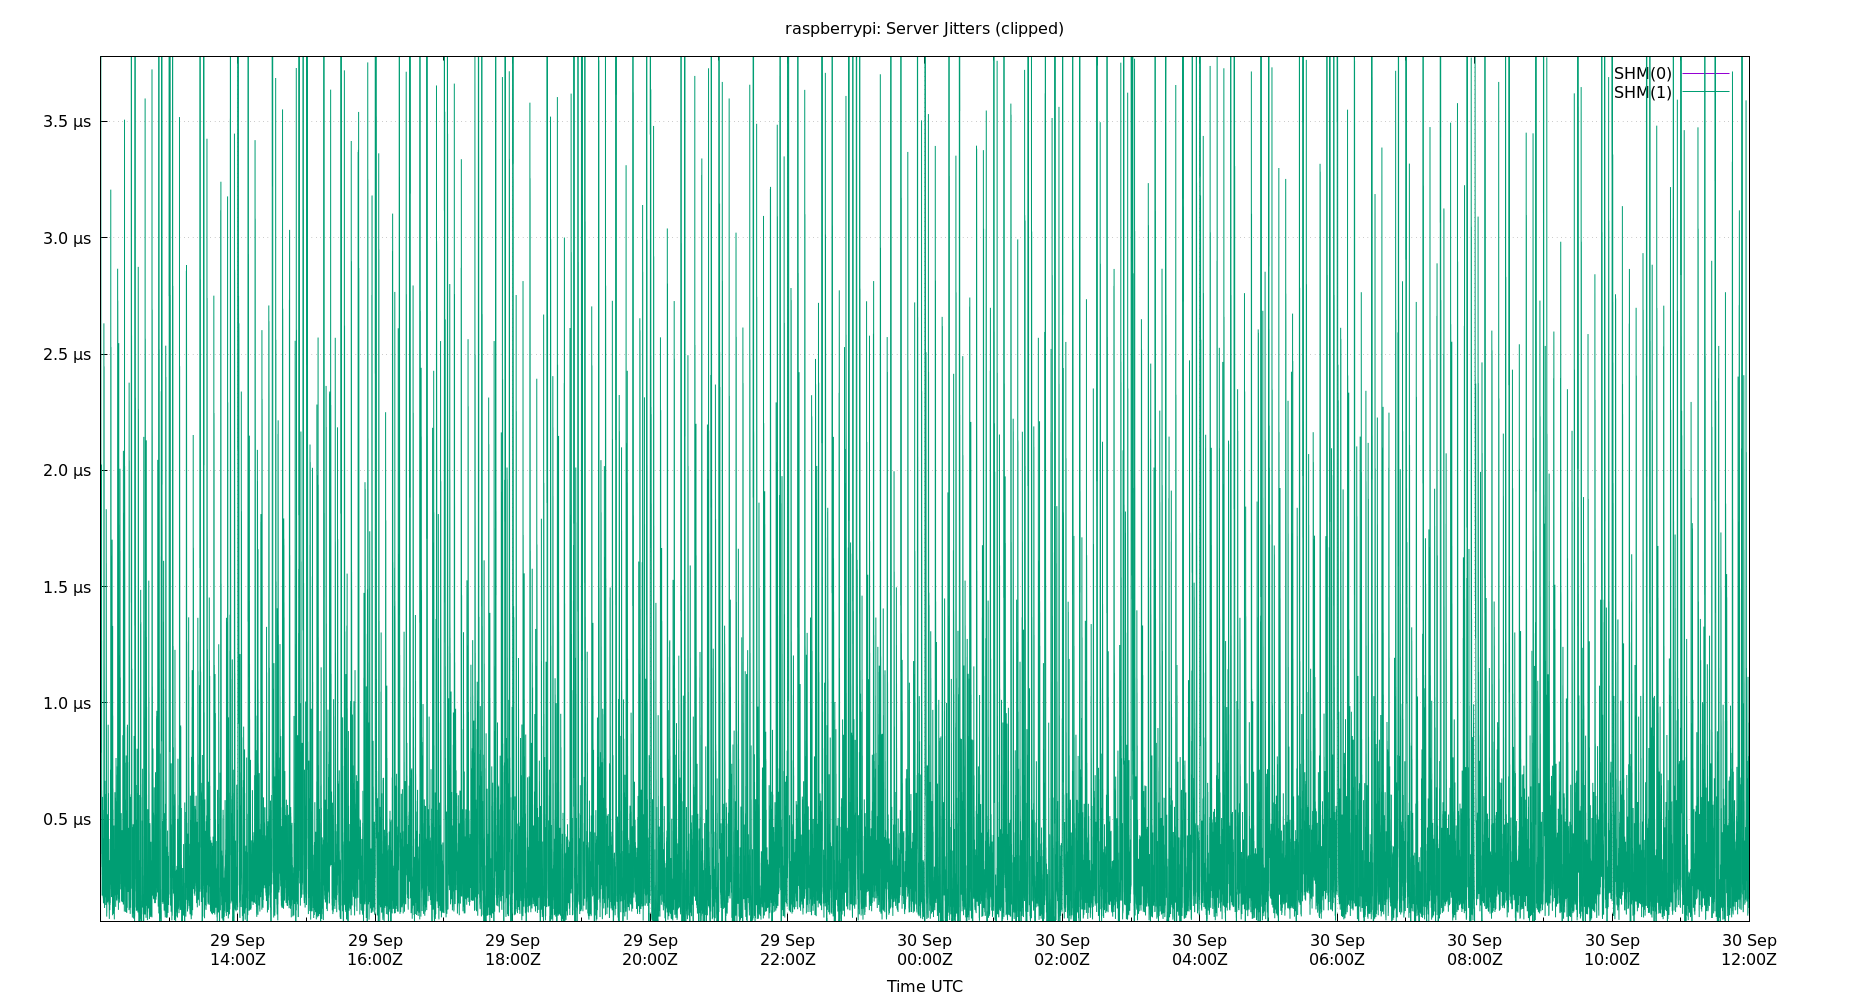 raspberrypi: Server Jitters (clipped)
SHM(0)
SHM(1)
3.5 µs
3.0 µs
2.5 µs
2.0 µs
1.5 µs
1.0 µs
0.5 µs
29 Sep 29 Sep 29 Sep 29 Sep 29 Sep 30 Sep 30 Sep 30 Sep 30 Sep 30 Sep 30 Sep 30 Sep
14:00Z 16:00Z 18:00Z 20:00Z 22:00Z 00:00Z 02:00Z 04:00Z 06:00Z 08:00Z 10:00Z 12:00Z
Time UTC